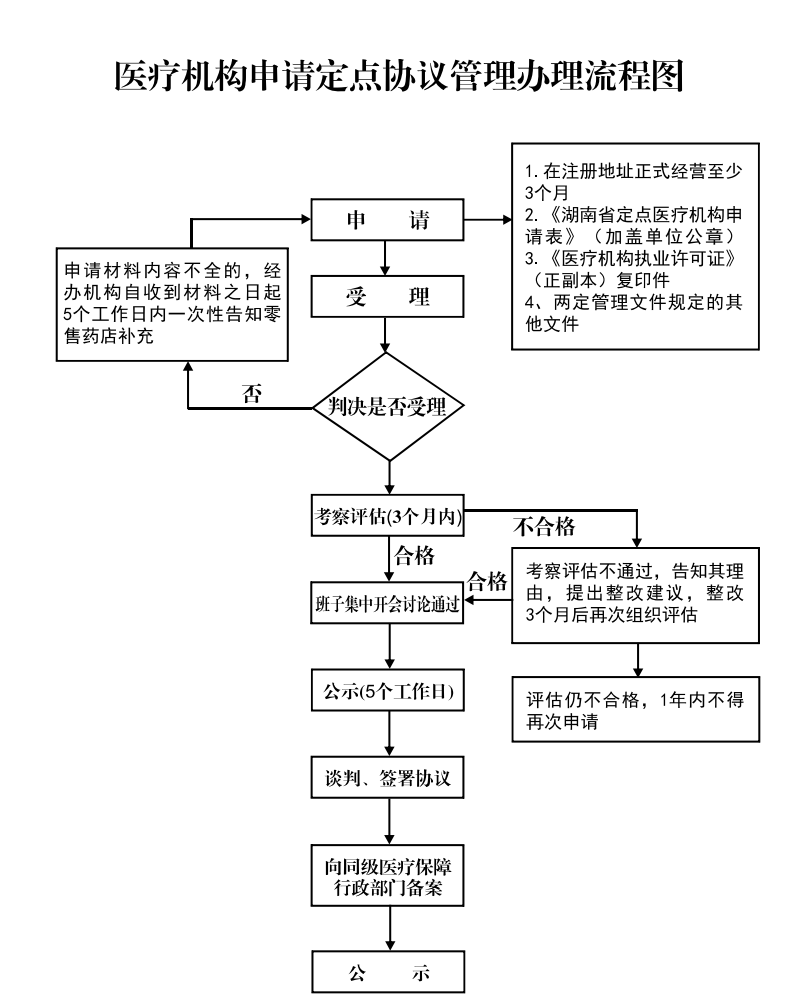 医疗机构申请定点协议管理办理流程图
1.在注册地址正式经营至少
3个月
2.《湖南省定点医疗机构申
请表》（加盖单位公章）
3.《医疗机构执业许可证》
（正副本）复印件
4、两定管理文件规定的其
他文件
申 请
申请材料内容不全的，经
办机构自收到材料之日起
5个工作日内一次性告知零
售药店补充
受 理
否
判决是否受理
考察评估(3个月内)
不合格
合格
考察评估不通过，告知其理
由，提出整改建议，整改
3个月后再次组织评估
合格
班子集中开会讨论通过
公示(5个工作日)
评估仍不合格，1年内不得
再次申请
谈判、签署协议
向同级医疗保障
行政部门备案
公 示